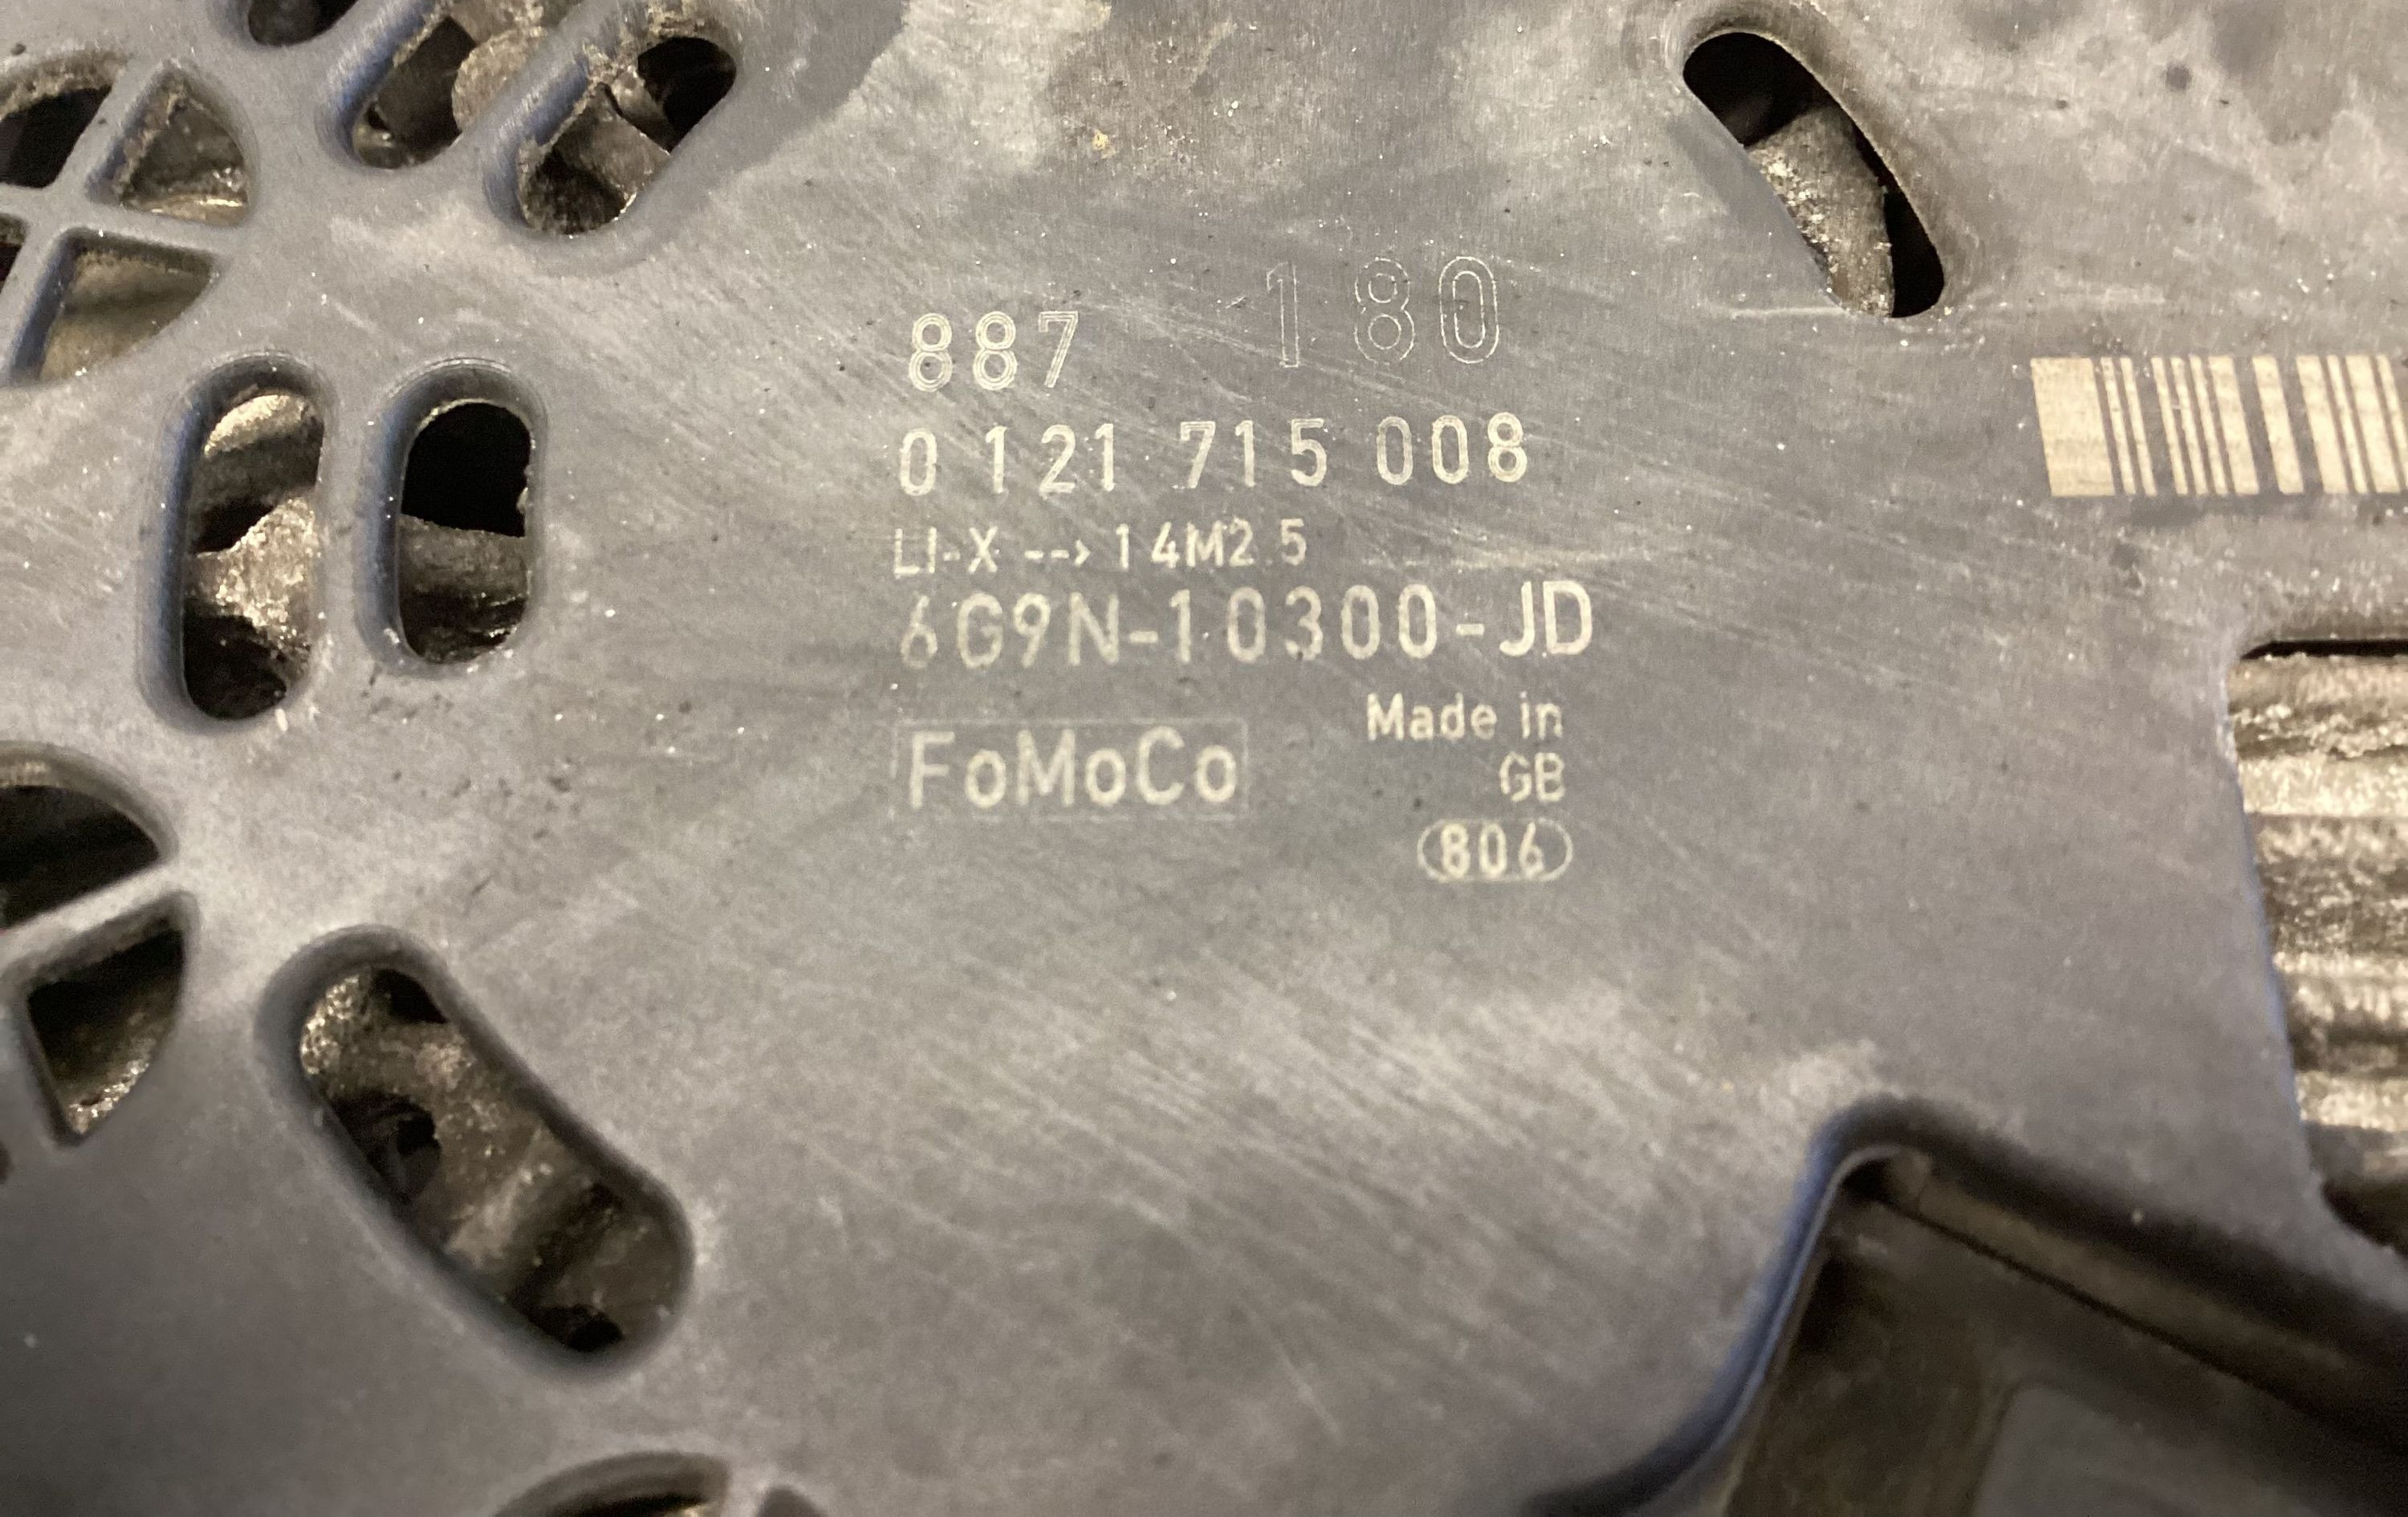 887 180
0 121 715 008
LI-X --> 14M2.5
6G9N-10300-JD
FoMoCo
Made in
GB
806